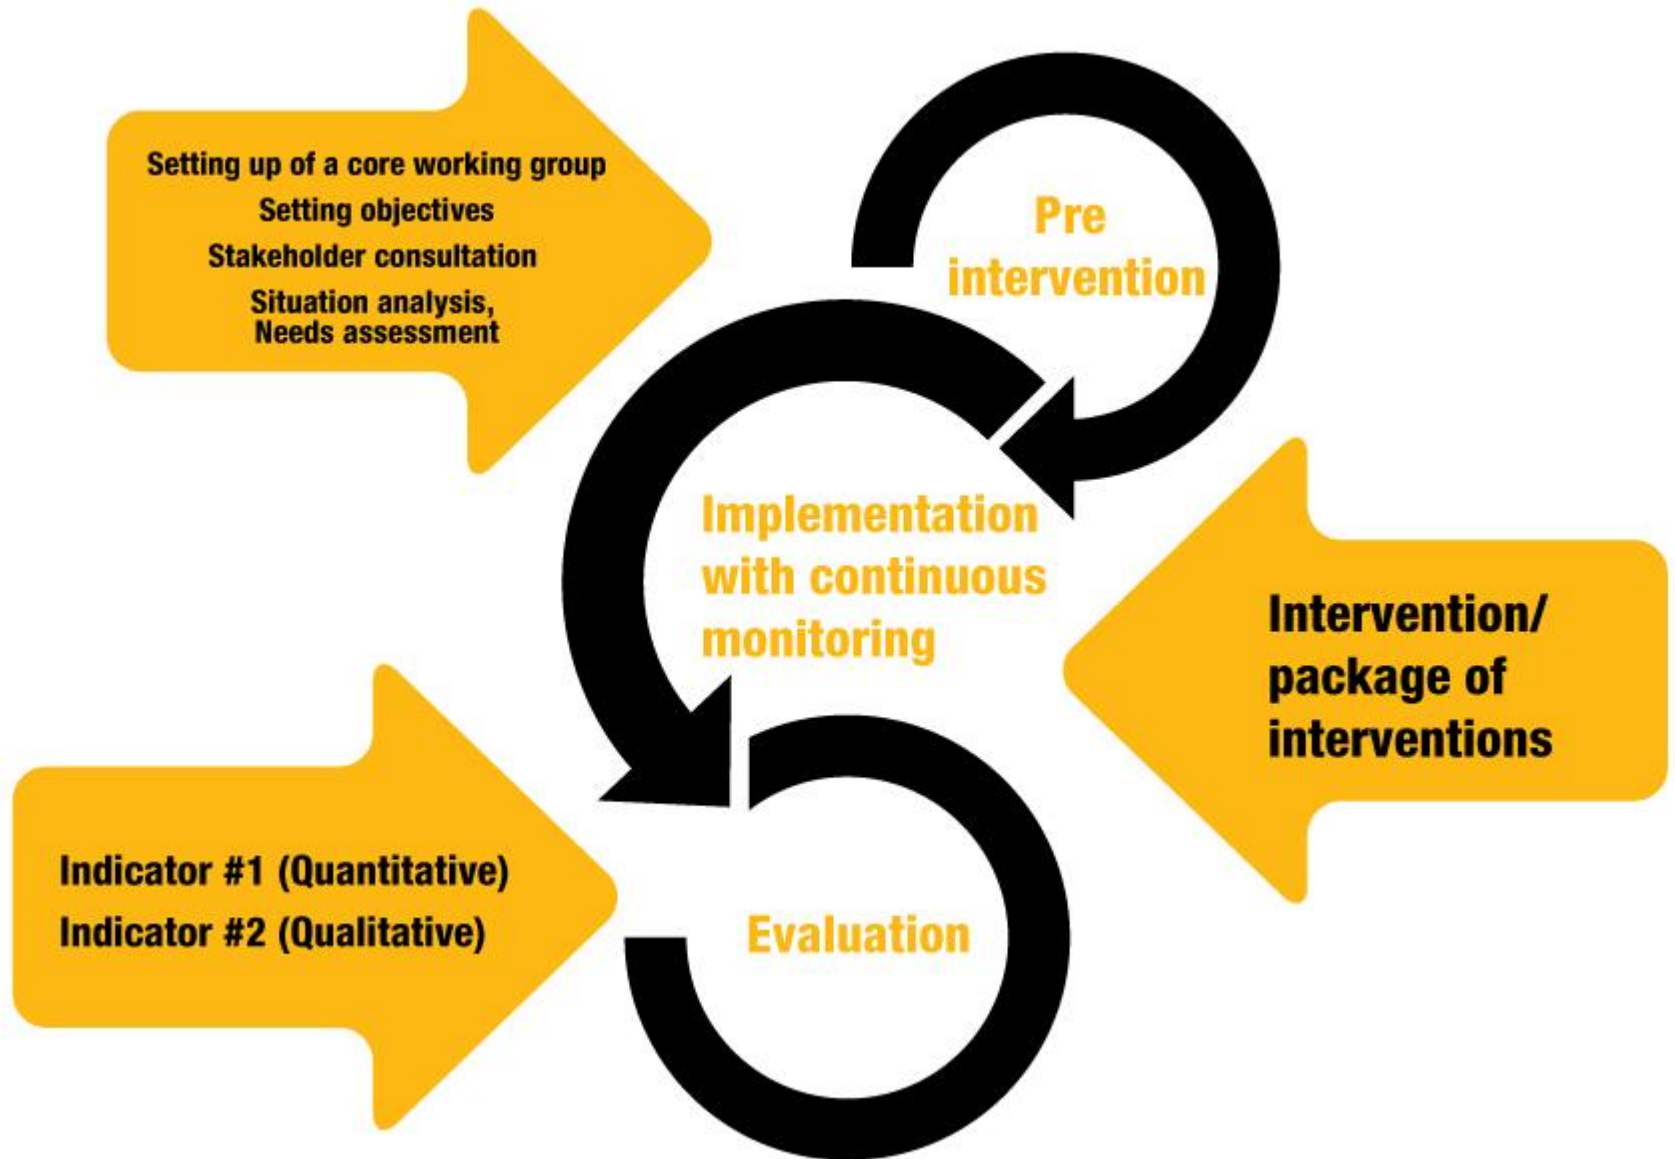 Setting up of a core working group
Setting objectives
Stakeholder consultation
Situation analysis,
Needs assessment
Pre
intervention
Implementation
with continuous
monitoring
Intervention/
package of
interventions
Indicator #1 (Quantitative)
Indicator #2 (Qualitative)
Evaluation